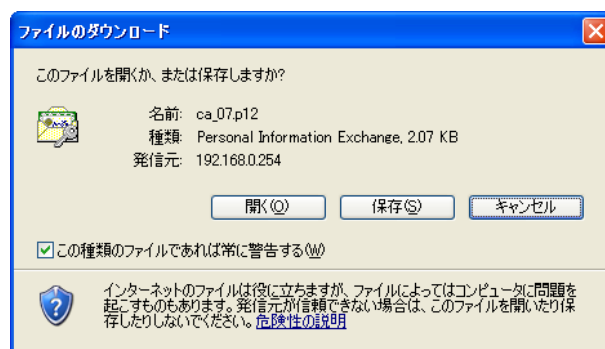 ファイルのダウンロード
このファイルを開くか、または保存しますか?
名前: ca_07.p12
種類: Personal Information Exchange, 2.07 KB
発信元: 192.168.0.254
開く(O) 保存(S) キャンセル
この種類のファイルであれば常に警告する(W)
インターネットのファイルは役に立ちますが、ファイルによってはコンピュータに問題を
起こすものもあります。発信元が信頼できない場合は、このファイルを開いたり保
存したりしないでください。危険性の説明